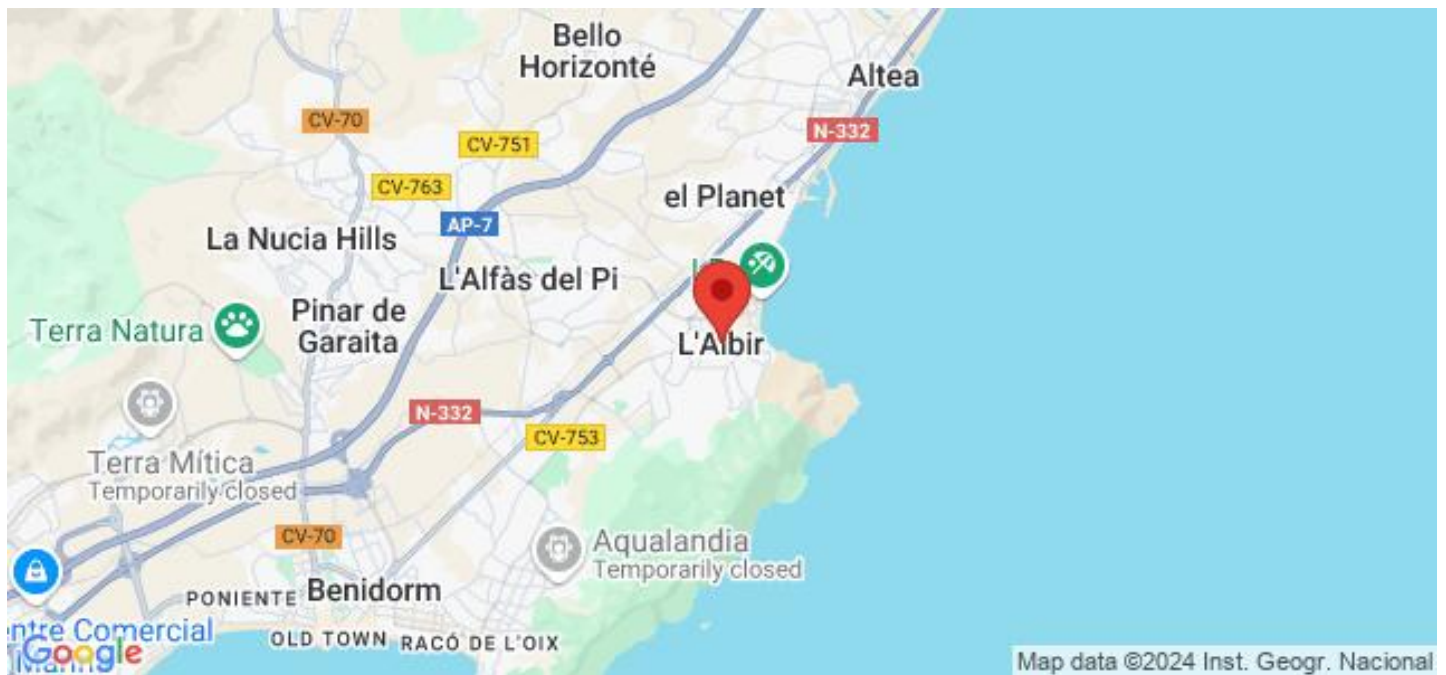 Bello
Horizonté
Altea
CV-70
N-332
CV-751
CV-763
el Planet
AP-7
La Nucia Hills
L'Alfàs del Pi
Pinar de
Garaita
Terra Natura
L'Albir
N-332
CV-753
Terra Mítica
Temporarily closed
CV-70
Aqualandia
Temporarily closed
Benidorm
PONIENTE
OLD TOWN
RACÓ DE L'OIX
ntre Comercial
Google
Map data ©2024 Inst. Geogr. Nacional